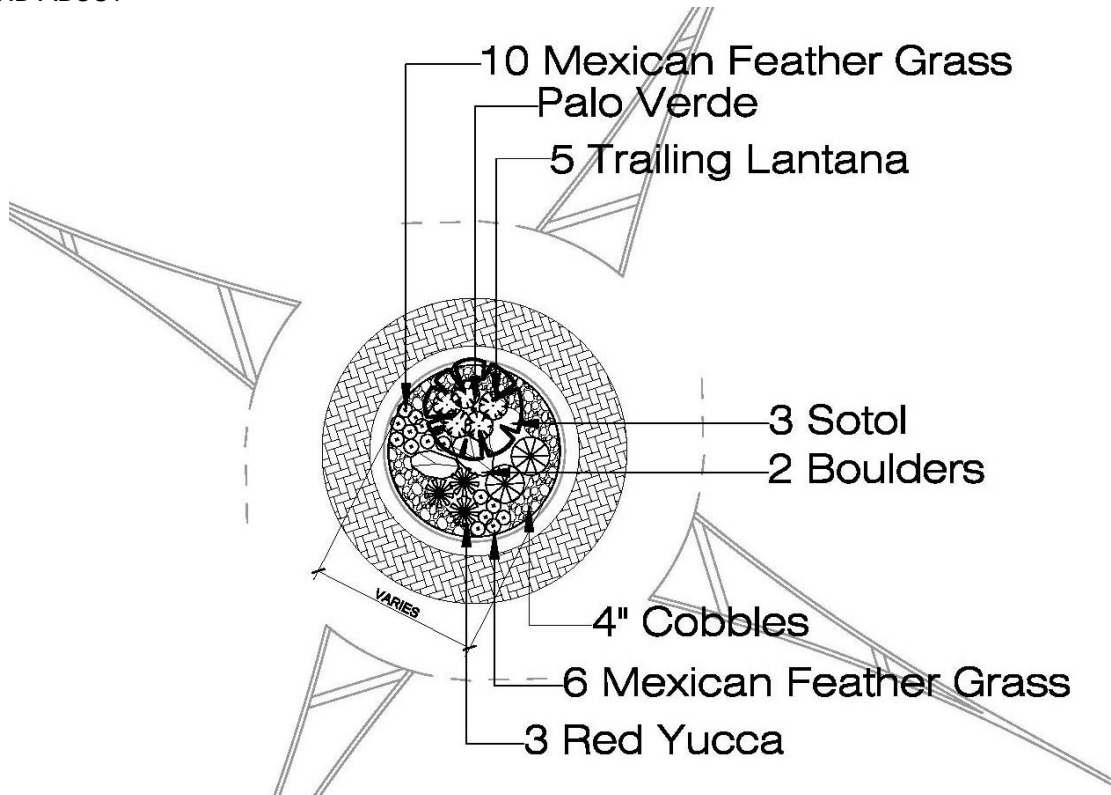 10 Mexican Feather Grass
Palo Verde
5 Trailing Lantana
3 Sotol
2 Boulders
VARIES
4" Cobbles
6 Mexican Feather Grass
3 Red Yucca